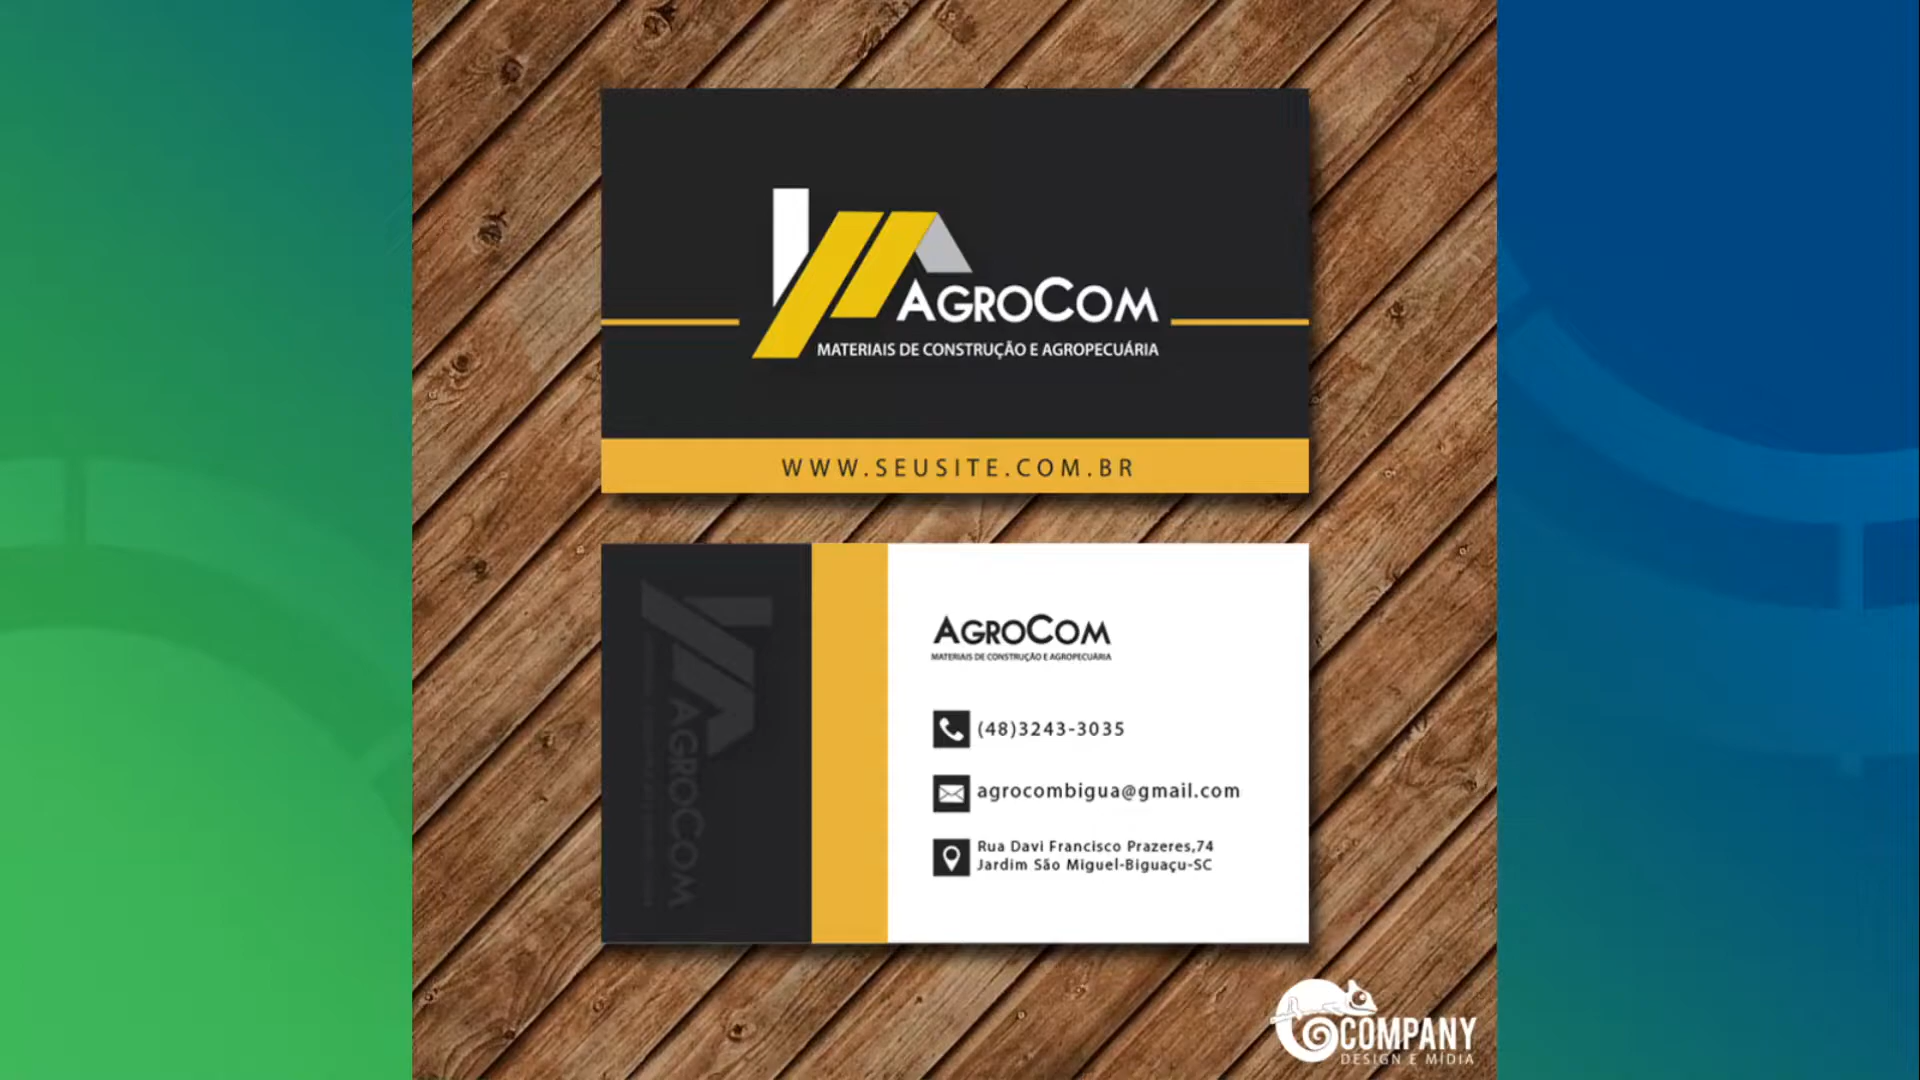 AGROCOM
MATERIAIS DE CONSTRUÇÃO E AGROPECUÁRIA
WWW.SEUSITE.COM.BR
AGROCOM
AGROCOM
MATERIAIS DE CONSTRUÇÃO E AGROPECUÁRIA
(48)3243-3035
agrocombigua@gmail.com
Rua Davi Francisco Prazeres,74
Jardim São Miguel-Biguaçu-SC
COMPANY
DESIGN E MÍDIA